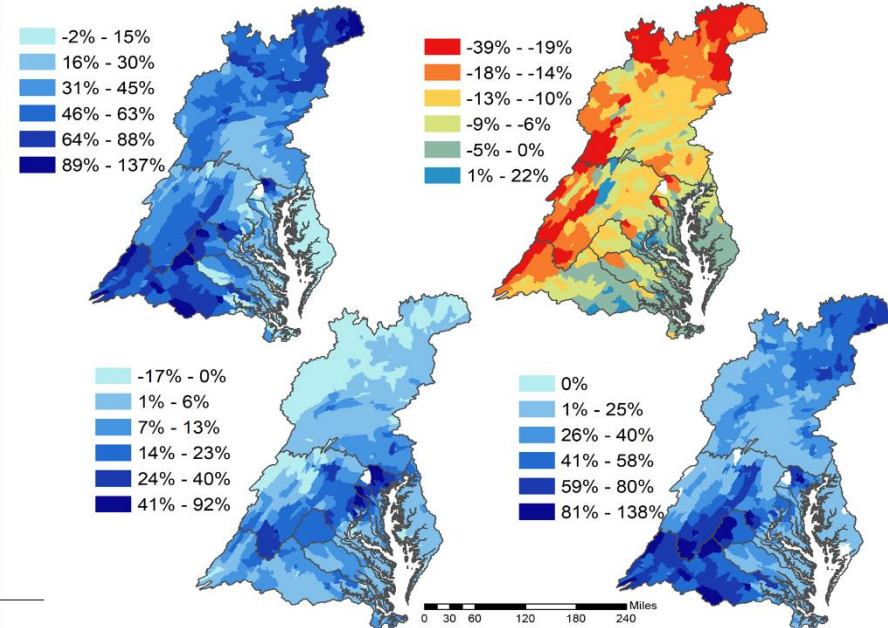 -2% - 15%
16% - 30%
31% - 45%
46% - 63%
64% - 88%
89% - 137%
-39% - -19%
-18% - -14%
-13% - -10%
-9% - -6%
-5% - 0%
1% - 22%
-17% - 0%
1% - 6%
7% - 13%
14% - 23%
24% - 40%
41% - 92%
0%
1% - 25%
26% - 40%
41% - 58%
59% - 80%
81% - 138%
Miles
0 30 60 120 180 240